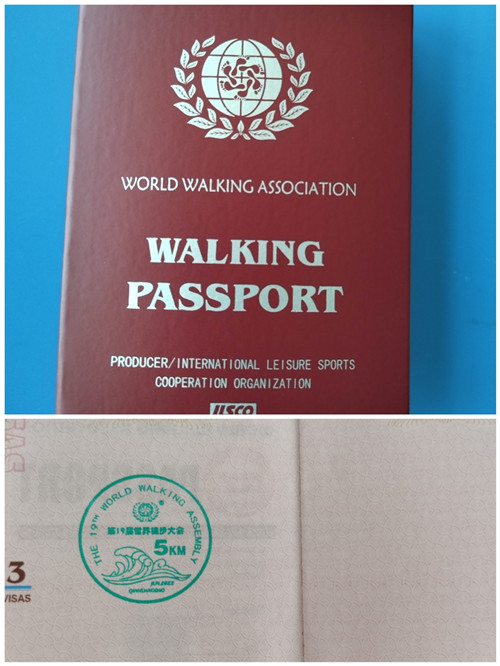 WORLD WALKING ASSOCIATION
WALKING
PASSPORT
PRODUCER/INTERNATIONAL LEISURE SPORTS
COOPERATION ORGANIZATION
THE 19TH WORLD WALKING ASSEMBLY
第19届世界徒步大会
5KM
3
VISAS